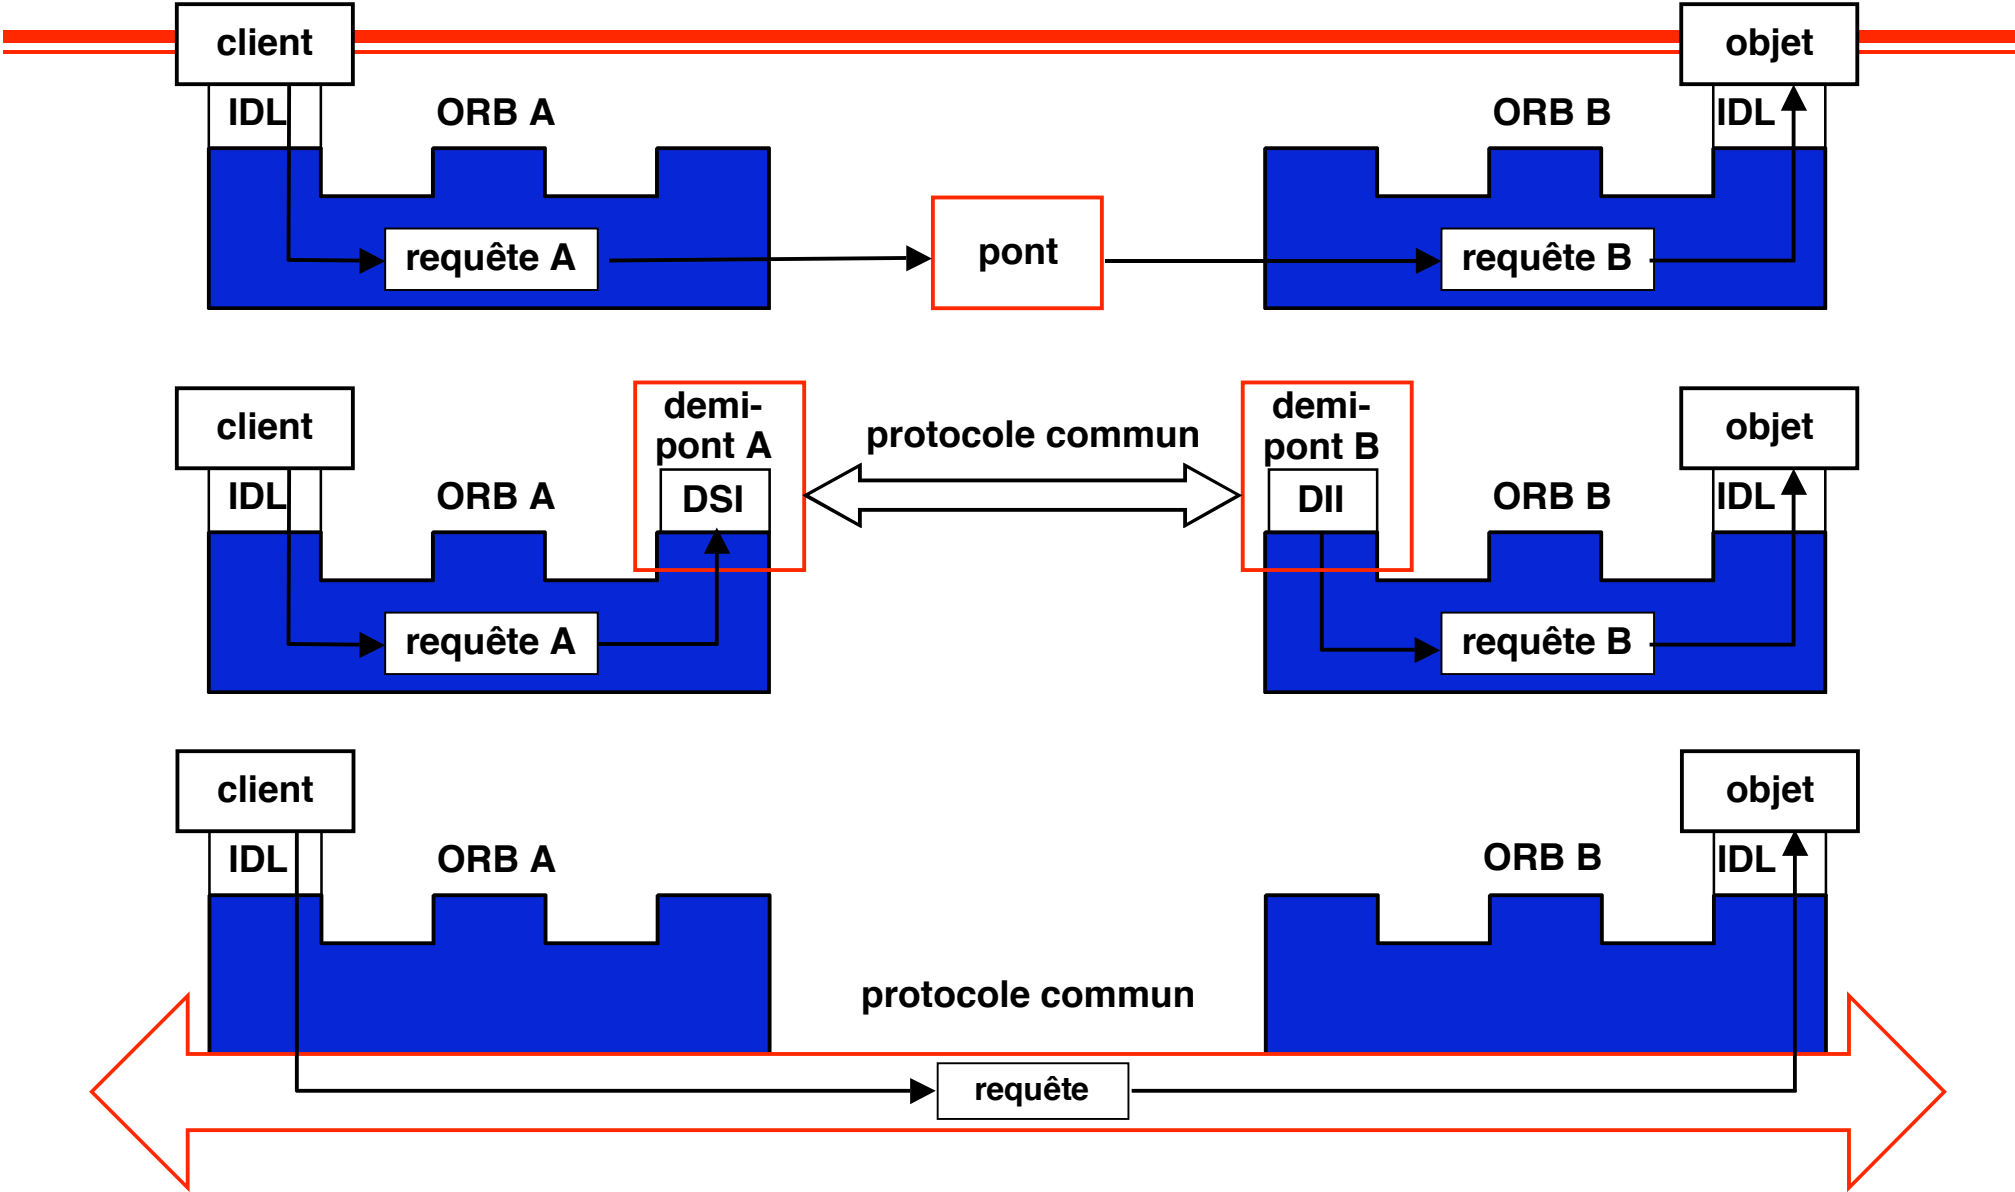 client
objet
IDL
ORB A
ORB B
IDL
requête A
pont
requête B
client
demi-
pont A
protocole commun
demi-
pont B
objet
IDL
ORB A
DSI
DII
ORB B
IDL
requête A
requête B
client
objet
IDL
ORB A
ORB B
IDL
protocole commun
requête